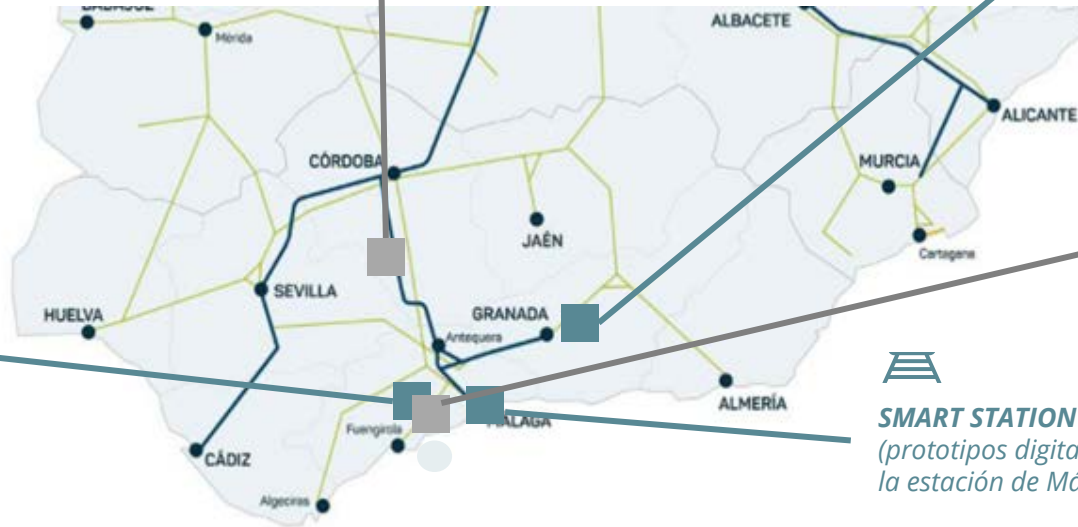 BADAJOZ
Mérida
ALBACETE
ALICANTE
CÓRDOBA
MURCIA
JAÉN
Cartagena
SEVILLA
HUELVA
GRANADA
Antequera
ALMERÍA
MÁLAGA
Fuengirola
CÁDIZ
Algeciras
SMART STATION
(prototipos digita
la estación de Má